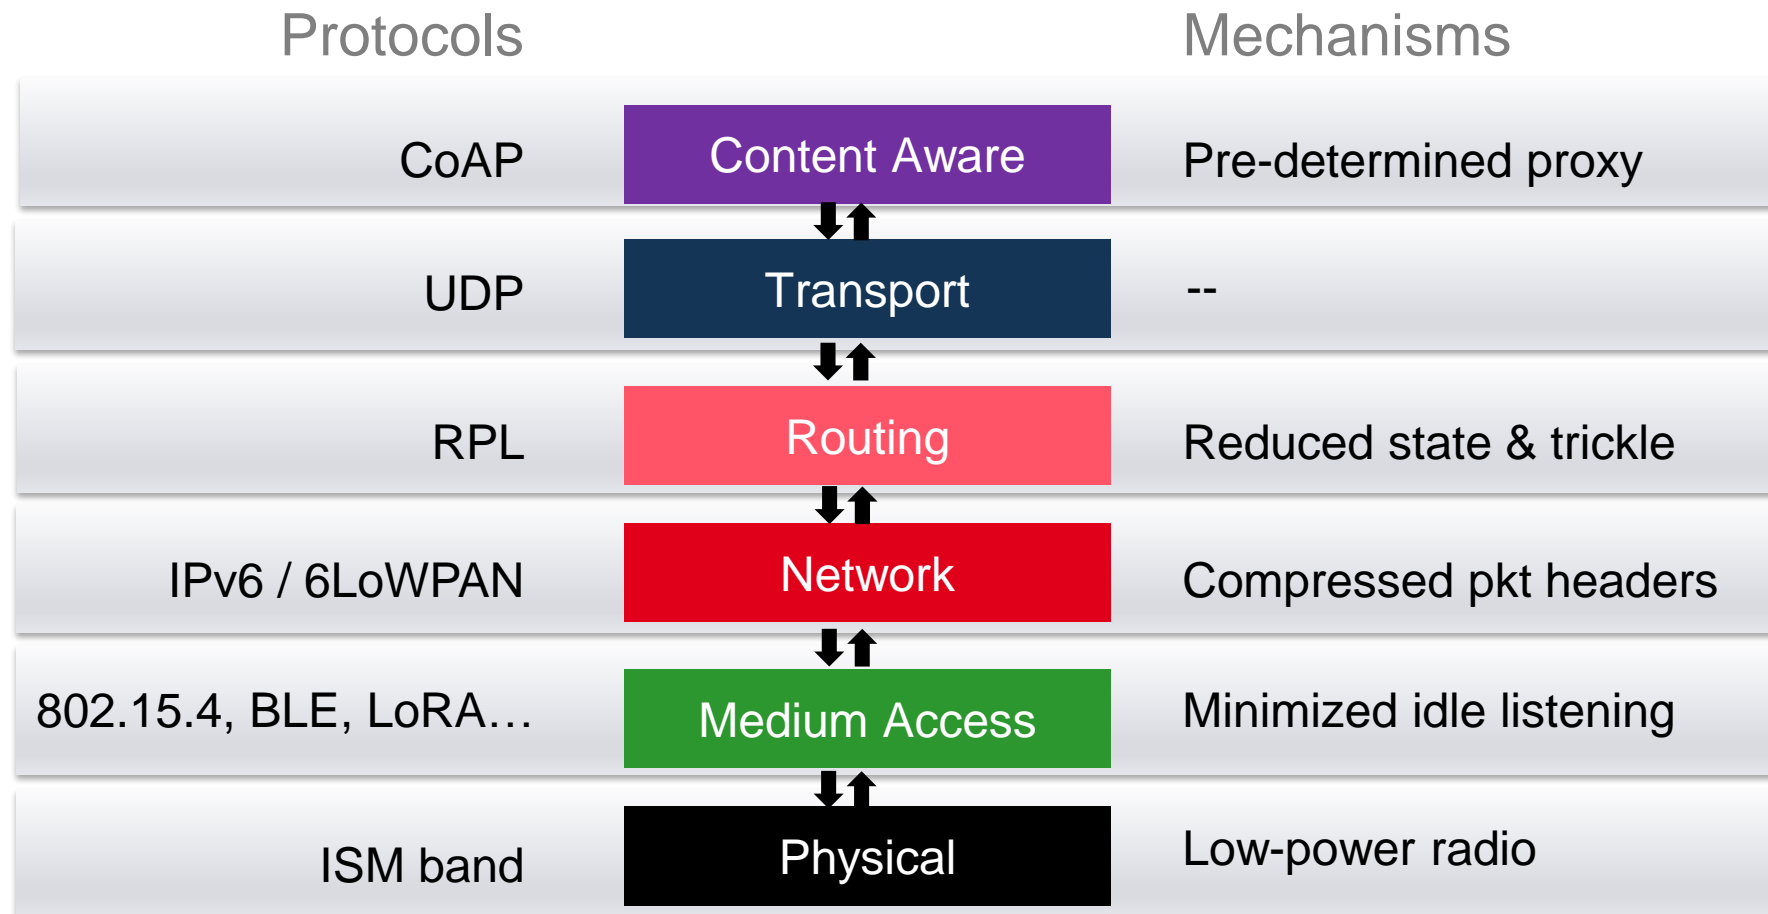 Protocols
Mechanisms
CoAP
Content Aware
Pre-determined proxy
UDP
Transport
--
RPL
Routing
Reduced state & trickle
IPv6 / 6LoWPAN
Network
Compressed pkt headers
802.15.4, BLE, LoRA…
Medium Access
Minimized idle listening
ISM band
Physical
Low-power radio